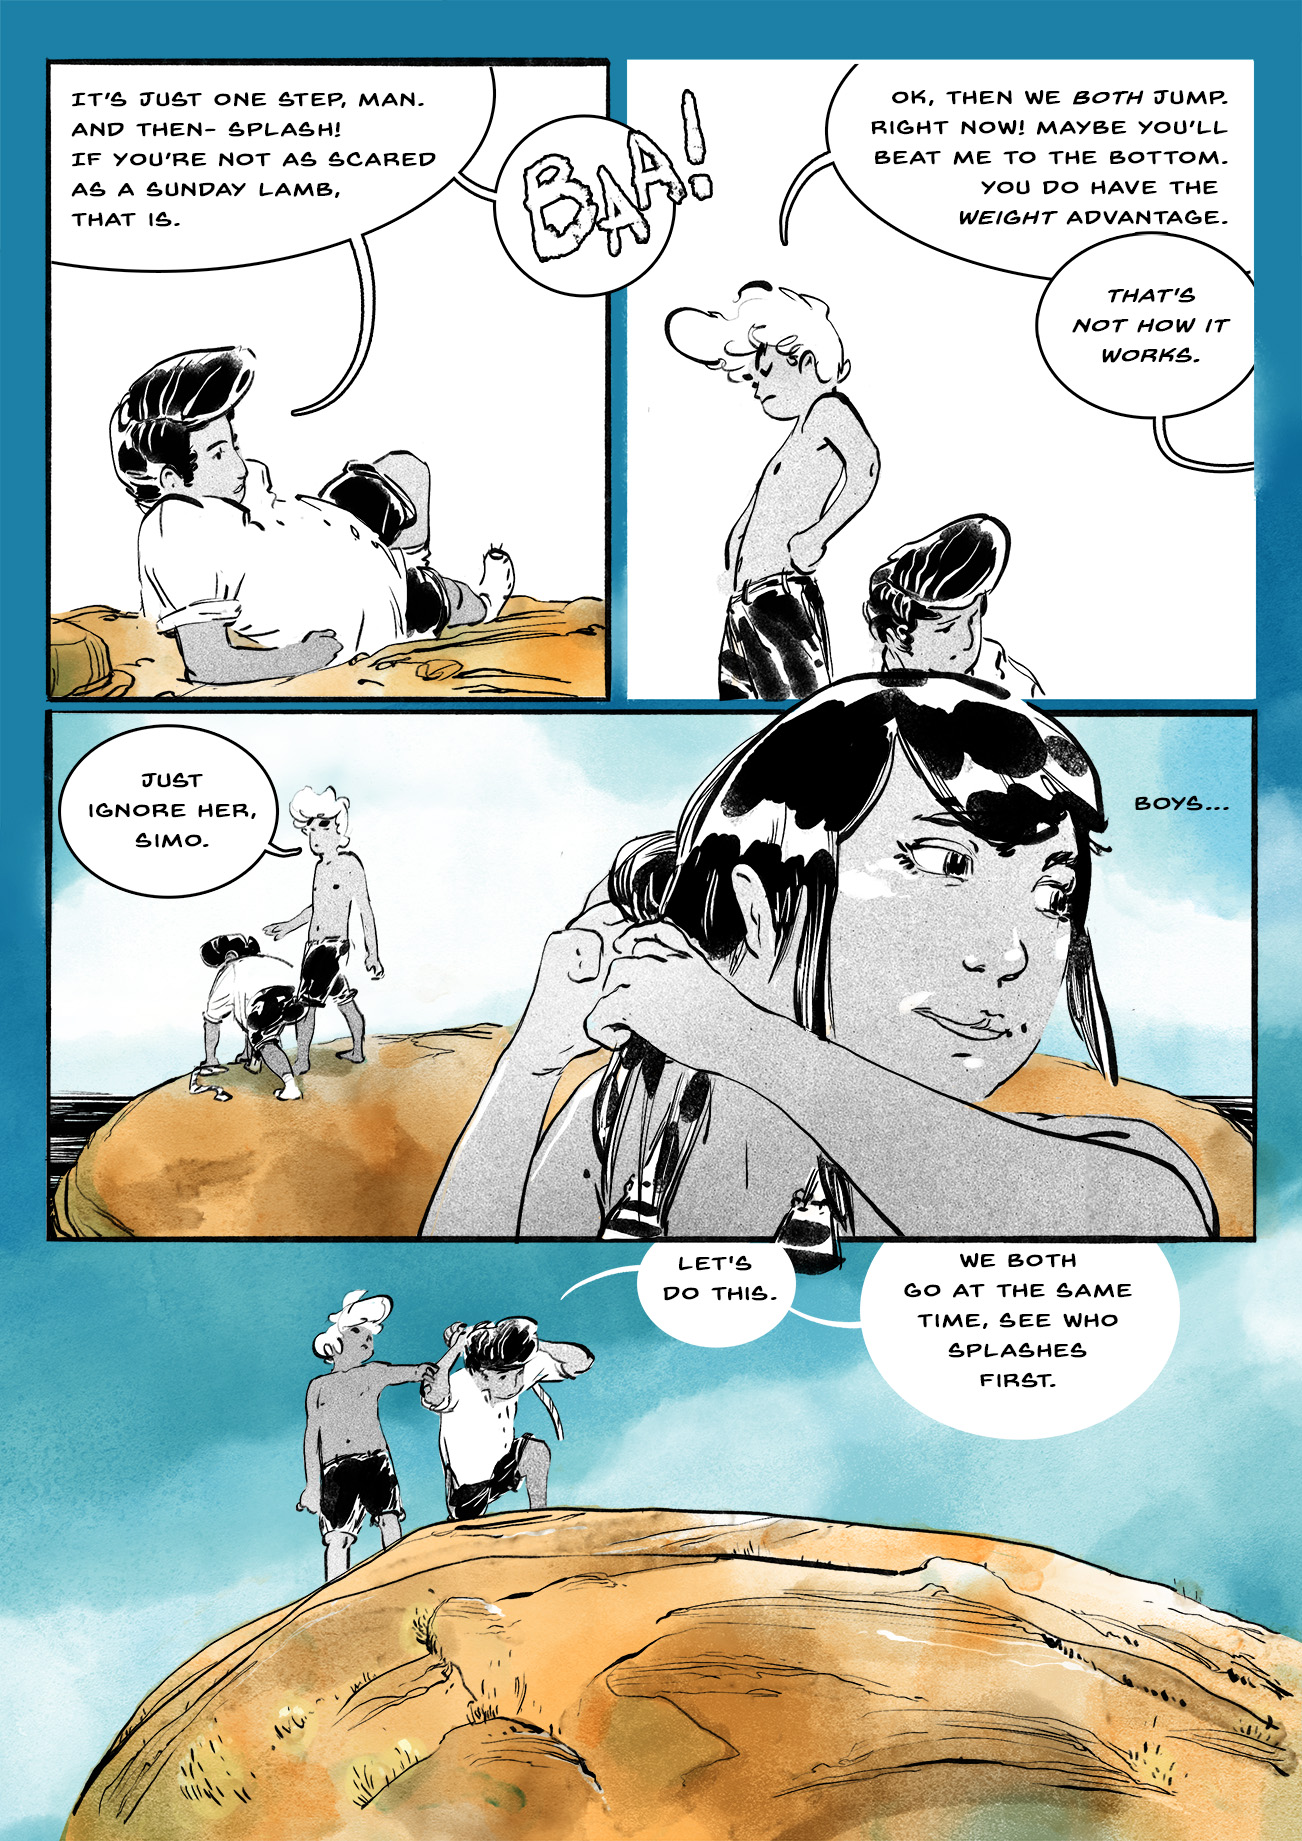 IT'S JUST ONE STEP, MAN.
AND THEN- SPLASH!
IF YOU'RE NOT AS SCARED
AS A SUNDAY LAMB,
THAT IS.
BAA!
OK, THEN WE BOTH JUMP.
RIGHT NOW! MAYBE YOU'LL
BEAT ME TO THE BOTTOM.
YOU DO HAVE THE
WEIGHT ADVANTAGE.
THAT'S
NOT HOW IT
WORKS.
JUST
IGNORE HER,
SIMO.
BOYS...
LET'S
DO THIS.
WE BOTH
GO AT THE SAME
TIME, SEE WHO
SPLASHES
FIRST.